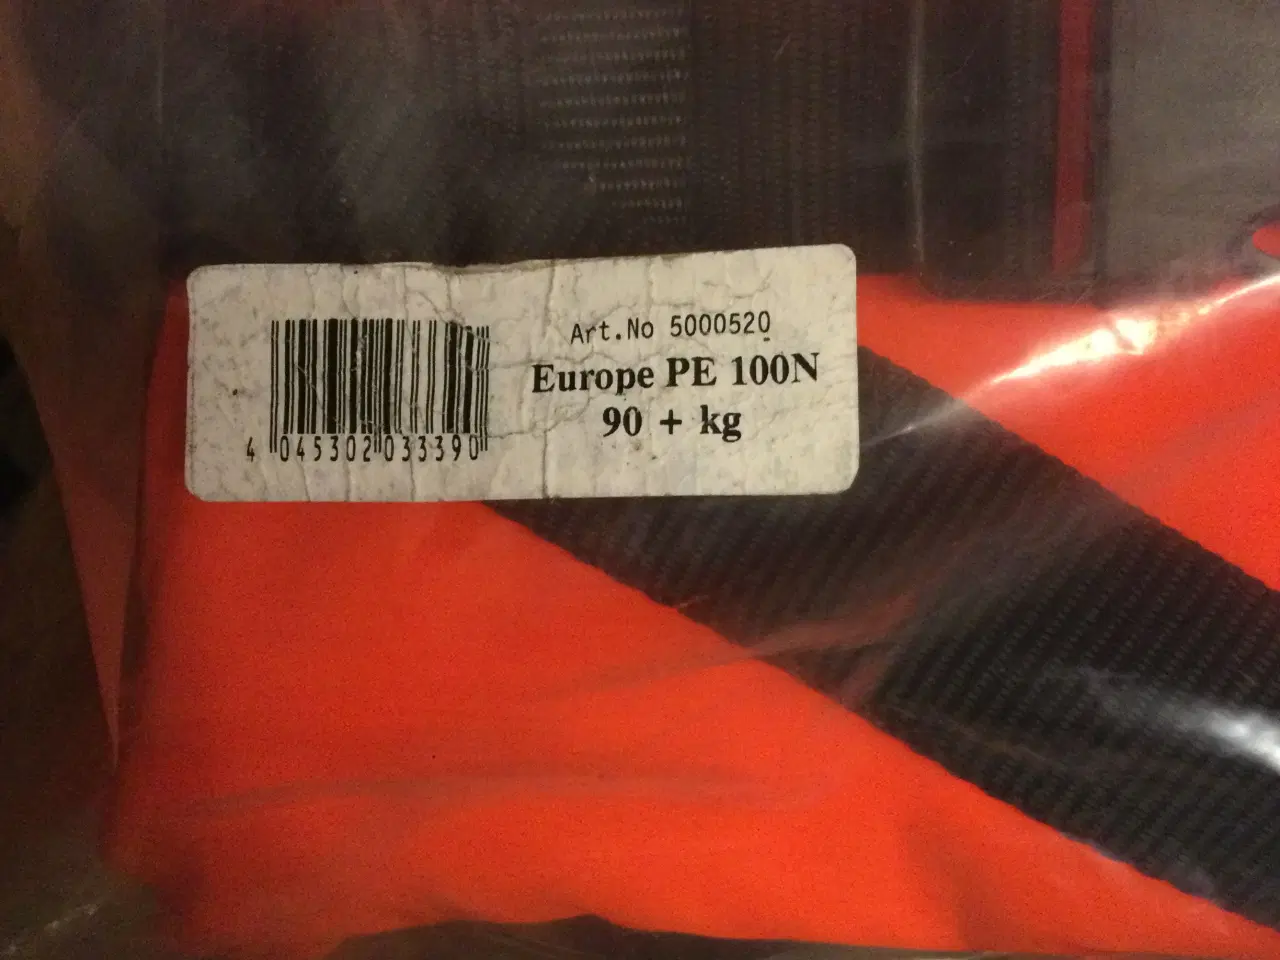 Art.No 5000520
Europe PE 100N
90 + kg
4 045302 033390